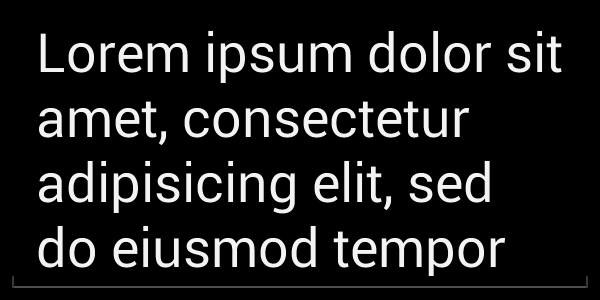 Lorem ipsum dolor sit
amet, consectetur
adipisicing elit, sed
do eiusmod tempor